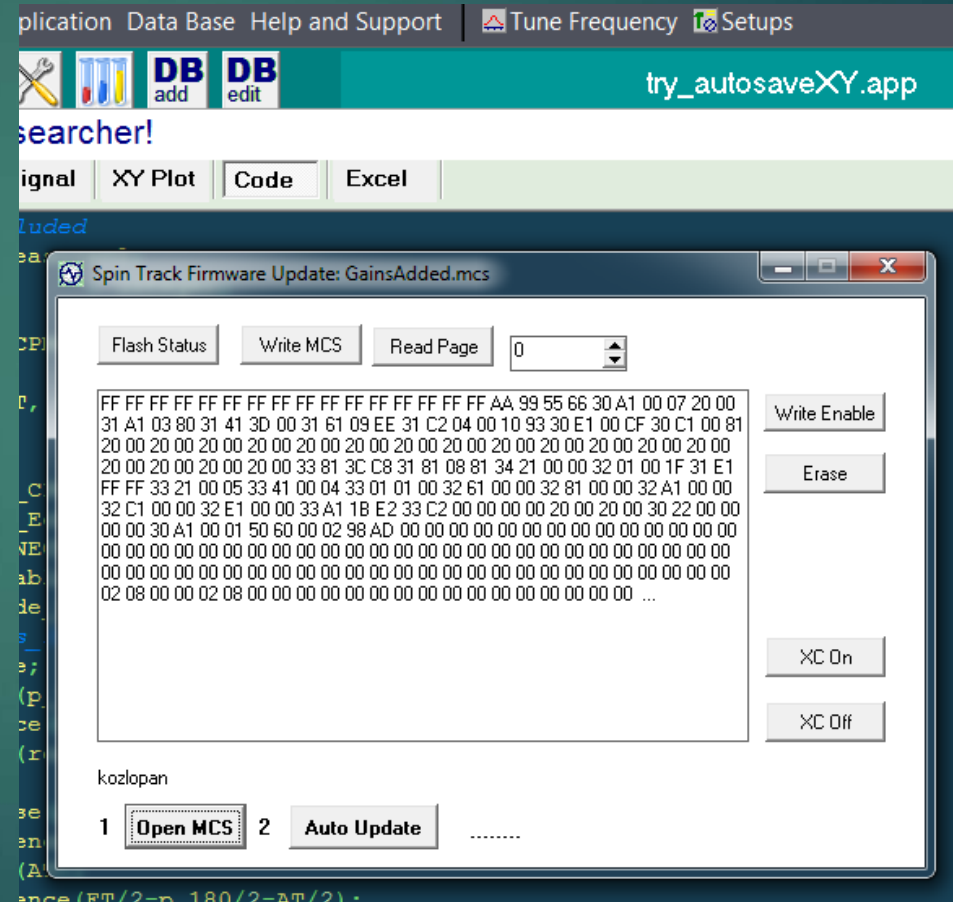 plication Data Base Help and Support Tune Frequency Setups
DB add DB edit try_autosaveXY.app
searcher!
ignal XY Plot Code Excel
luded
Spin Track Firmware Update: GainsAdded.mcs
Flash Status Write MCS Read Page 0
FF FF FF FF FF FF FF FF FF FF FF FF FF FF FF FF AA 99 55 66 30 A1 00 07 20 00
31 A1 03 80 31 41 3D 00 31 61 09 EE 31 C2 04 00 10 93 30 E1 00 CF 30 C1 00 81
20 00 20 00 20 00 20 00 20 00 20 00 20 00 20 00 20 00 20 00 20 00 20 00 20 00
20 00 20 00 20 00 20 00 33 81 3C C8 31 81 08 81 34 21 00 00 32 01 00 1F 31 E1
FF FF 33 21 00 05 33 41 00 04 33 01 01 00 32 61 00 00 32 81 00 00 32 A1 00 00
32 C1 00 00 32 E1 00 00 33 A1 1B E2 33 C2 00 00 00 00 20 00 20 00 30 22 00 00
00 00 30 A1 00 01 50 60 00 02 98 AD 00 00 00 00 00 00 00 00 00 00 00 00 00 00
00 00 00 00 00 00 00 00 00 00 00 00 00 00 00 00 00 00 00 00 00 00 00 00 00 00
00 00 00 00 00 00 00 00 00 00 00 00 00 00 00 00 00 00 00 00 00 00 00 00 00 00
02 08 00 00 02 08 00 00 00 00 00 00 00 00 00 00 00 00 00 00 00 00 ...
Write Enable
Erase
XC On
XC Off
kozlopan
1 Open MCS 2 Auto Update --------
ence(ET/2-p_180/2-AT/2);